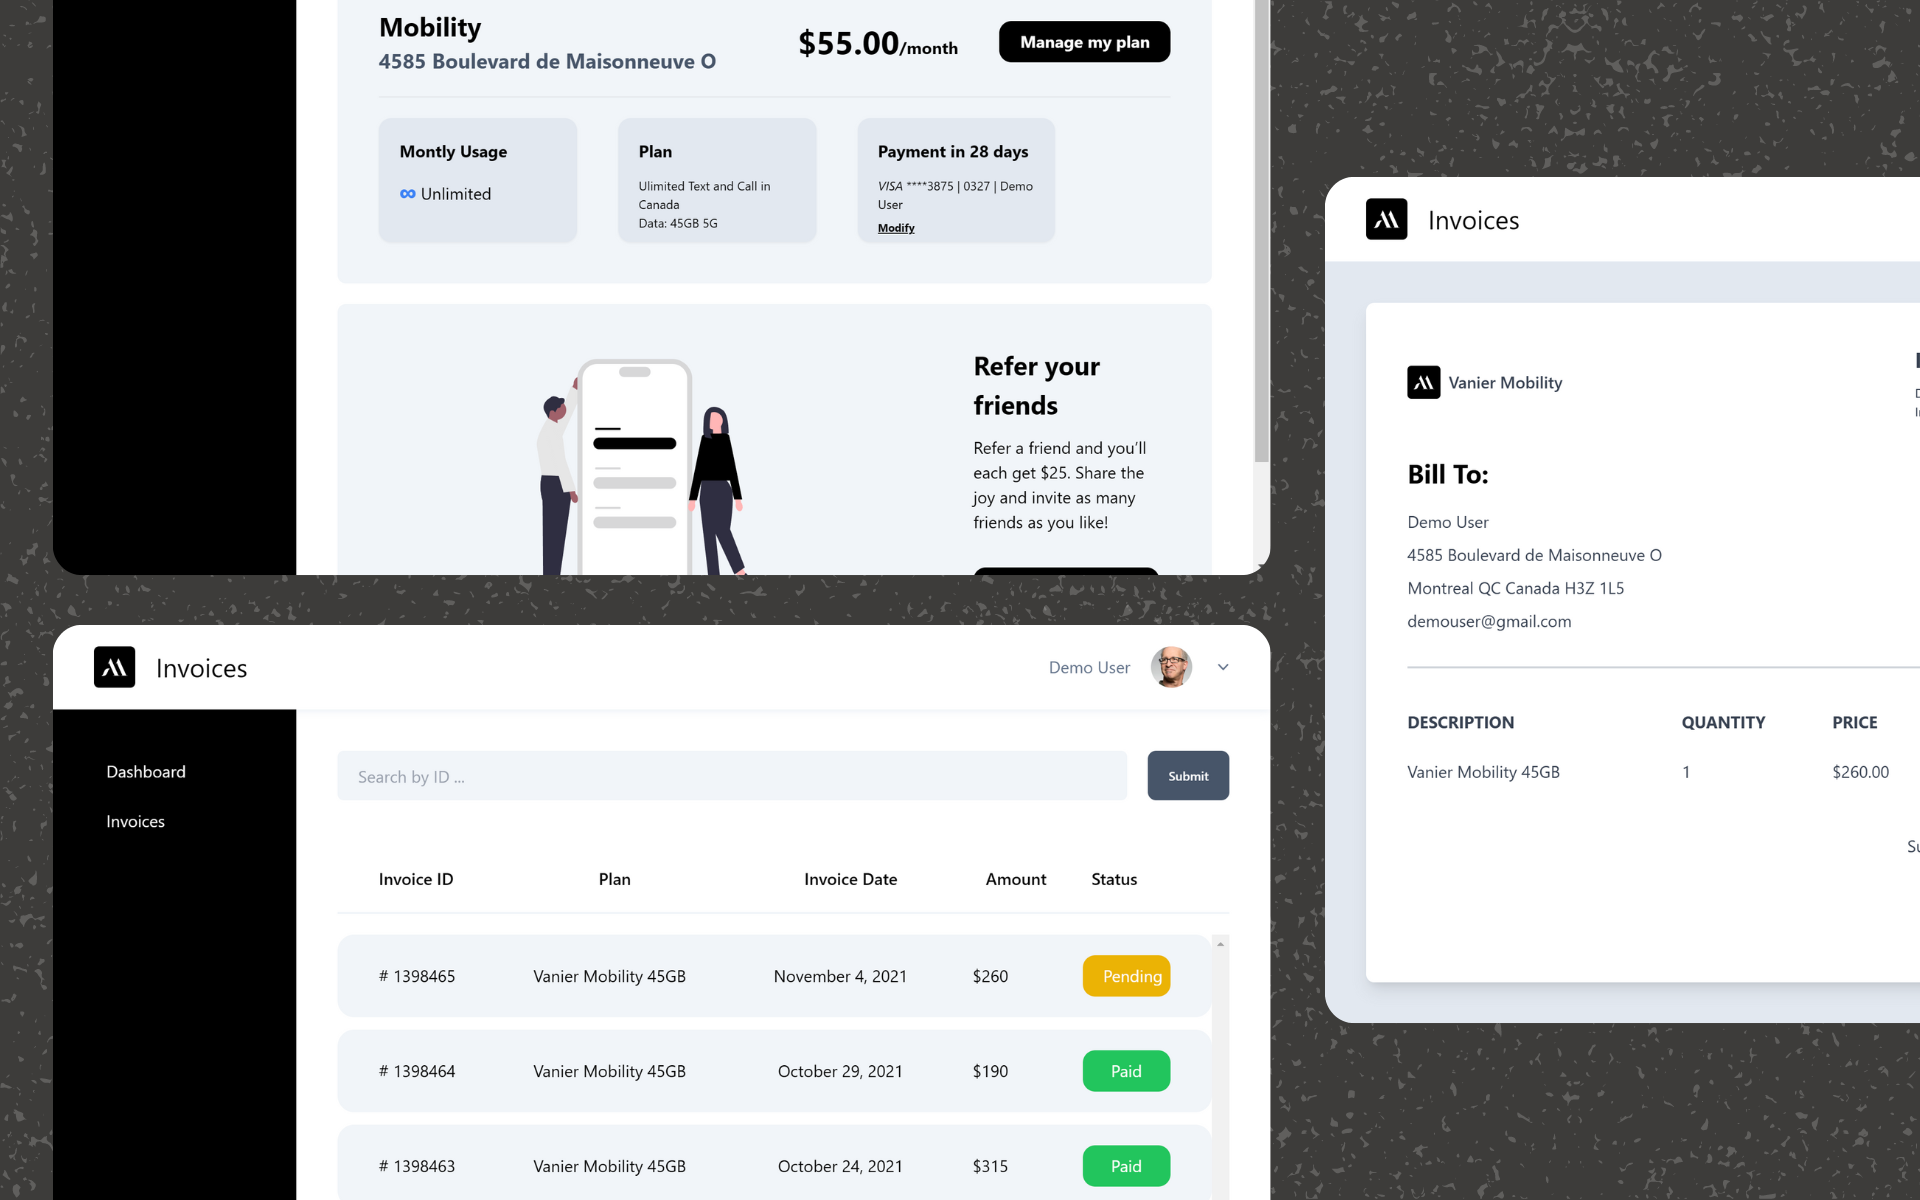 Mobility
4585 Boulevard de Maisonneuve O
$55.00/month
Manage my plan
Montly Usage
Unlimited
Plan
Ulimited Text and Call in
Canada
Data: 45GB 5G
Payment in 28 days
VISA ****3875 | 0327 | Demo
User
Modify
Refer your
friends
Refer a friend and you'll
each get $25. Share the
joy and invite as many
friends as you like!
Invoices
Demo User
Dashboard
Invoices
Search by ID ...
Submit
Invoice ID Plan Invoice Date Amount Status
# 1398465 Vanier Mobility 45GB November 4, 2021 $260 Pending
# 1398464 Vanier Mobility 45GB October 29, 2021 $190 Paid
# 1398463 Vanier Mobility 45GB October 24, 2021 $315 Paid
Invoices
Vanier Mobility
Bill To:
Demo User
4585 Boulevard de Maisonneuve O
Montreal QC Canada H3Z 1L5
demouser@gmail.com
DESCRIPTION QUANTITY PRICE
Vanier Mobility 45GB 1 $260.00